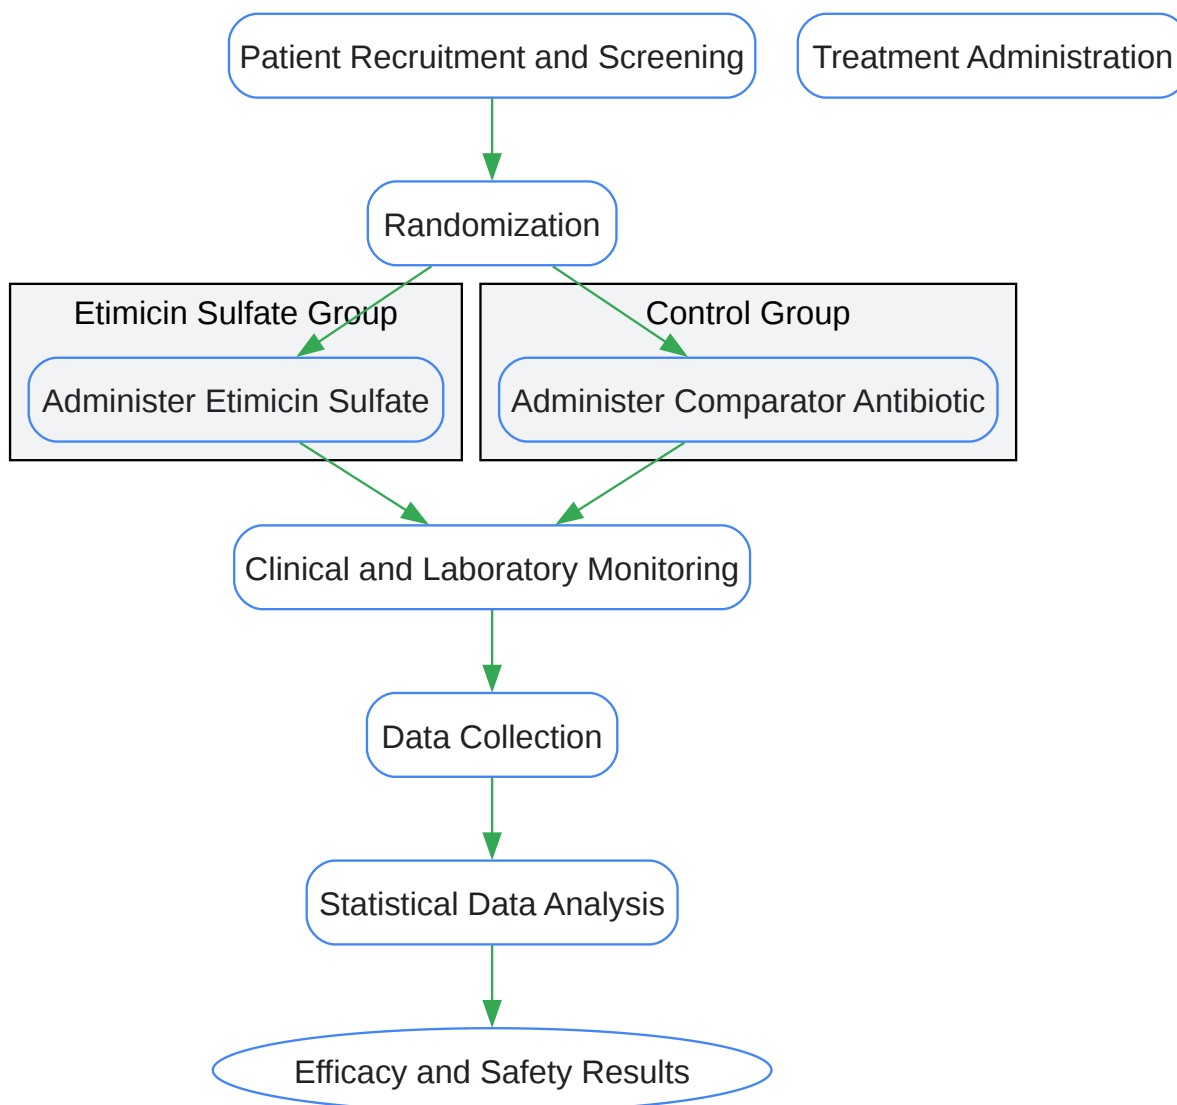 Patient Recruitment and Screening
Treatment Administration
Randomization
Etimicin Sulfate Group
Control Group
Administer Etimicin Sulfate
Administer Comparator Antibiotic
Clinical and Laboratory Monitoring
Data Collection
Statistical Data Analysis
Efficacy and Safety Results